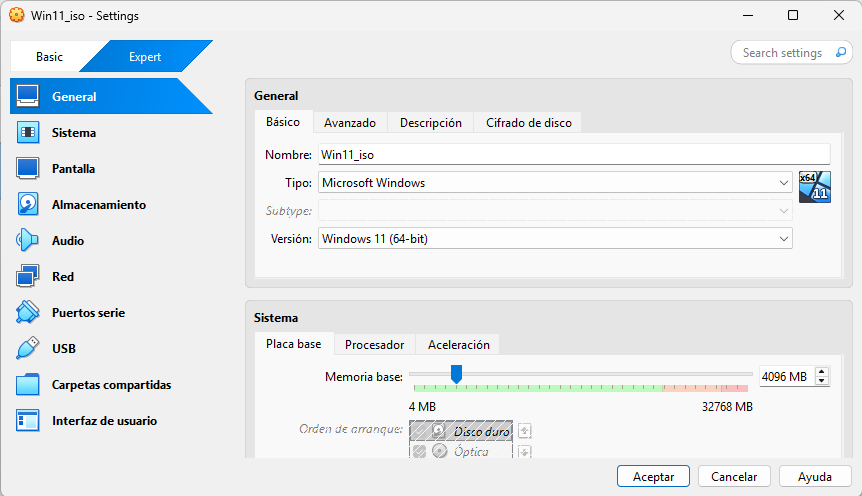 Win11_iso - Settings
Basic Expert Search settings
General
Sistema
Pantalla
Almacenamiento
Audio
Red
Puertos serie
USB
Carpetas compartidas
Interfaz de usuario
General
Básico Avanzado Descripción Cifrado de disco
Nombre: Win11_iso
Tipo: Microsoft Windows
x64
11
Subtype:
Versión: Windows 11 (64-bit)
Sistema
Placa base Procesador Aceleración
Memoria base: 4096 MB
4 MB 32768 MB
Orden de arranque: Disco duro
Óptica
Aceptar Cancelar Ayuda